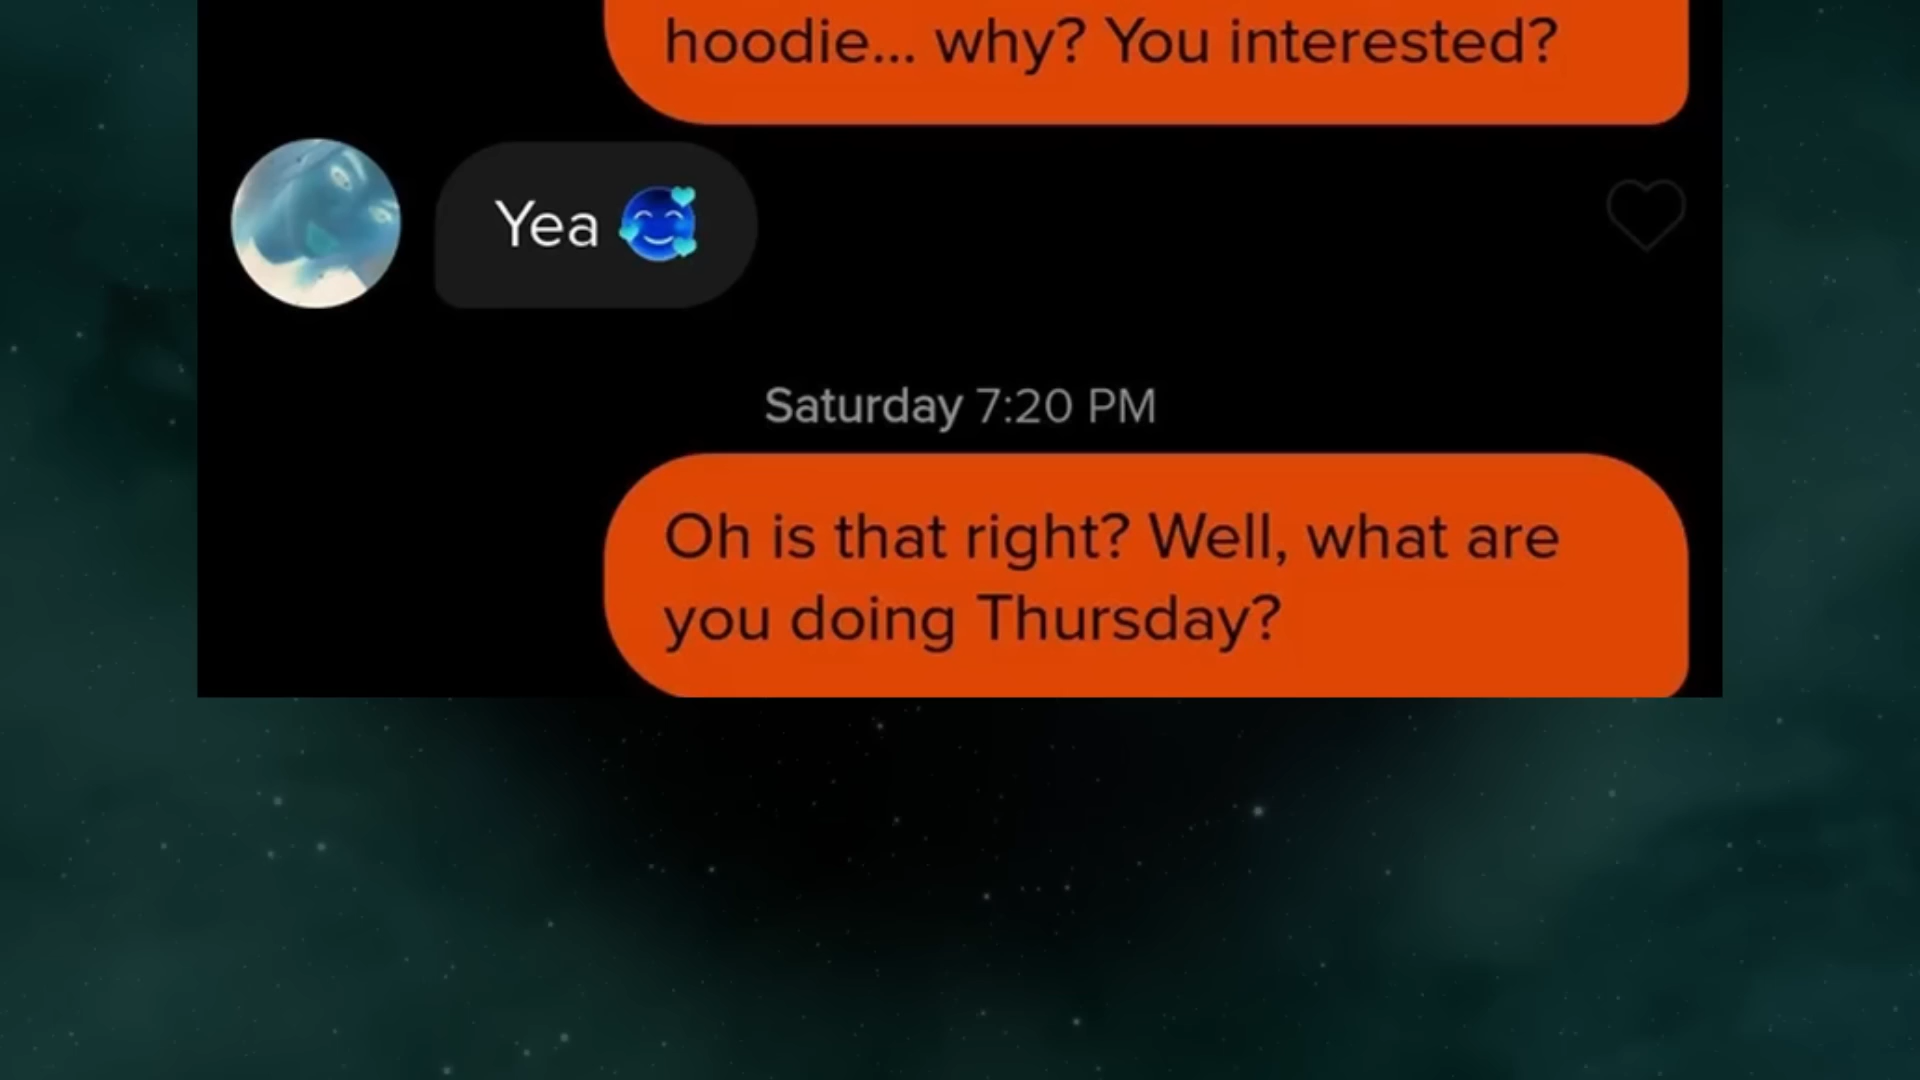 hoodie... why? You interested?
Yea 🥰
Saturday 7:20 PM
Oh is that right? Well, what are
you doing Thursday?